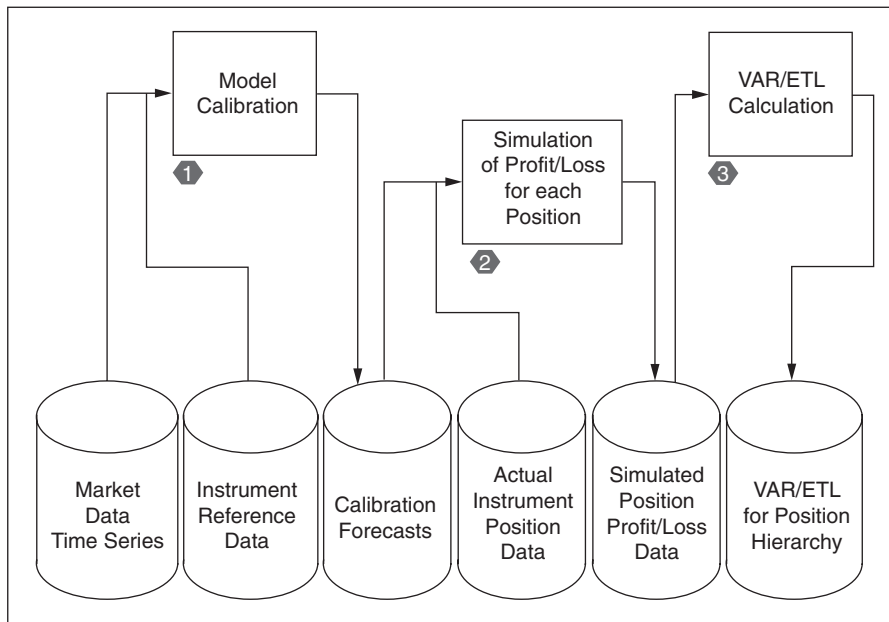 Model
Calibration
1
Simulation
of Profit/Loss
for each
Position
2
VAR/ETL
Calculation
3
Market
Data
Time Series
Instrument
Reference
Data
Calibration
Forecasts
Actual
Instrument
Position
Data
Simulated
Position
Profit/Loss
Data
VAR/ETL
for Position
Hierarchy